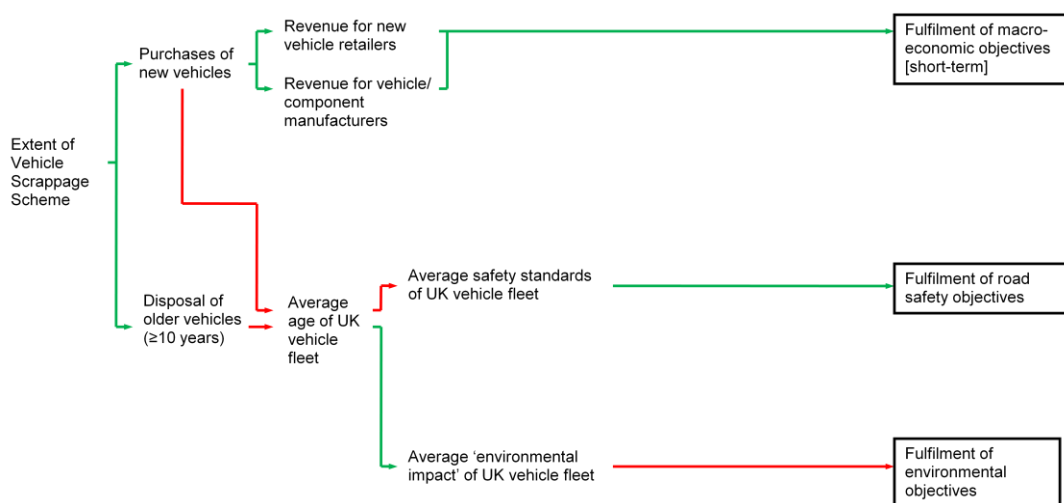 Extent of
Vehicle
Scrappage
Scheme
Purchases of
new vehicles
Disposal of
older vehicles
(≥10 years)
Revenue for new
vehicle retailers
Revenue for vehicle/
component
manufacturers
Average
age of UK
vehicle
fleet
Average safety standards
of UK vehicle fleet
Average ‘environmental
impact’ of UK vehicle fleet
Fulfilment of macro-
economic objectives
[short-term]
Fulfilment of road
safety objectives
Fulfilment of
environmental
objectives